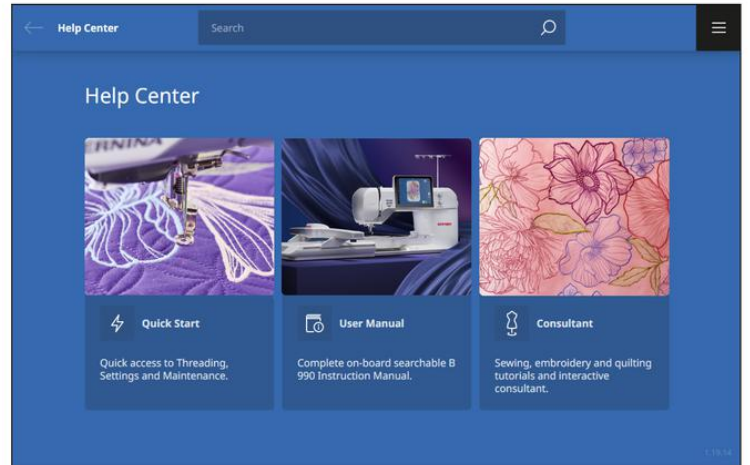 Help Center
Search
Help Center
BERNINA
Quick Start
User Manual
Consultant
Quick access to Threading,
Settings and Maintenance.
Complete on-board searchable B
990 Instruction Manual.
Sewing, embroidery and quilting
tutorials and interactive
consultant.